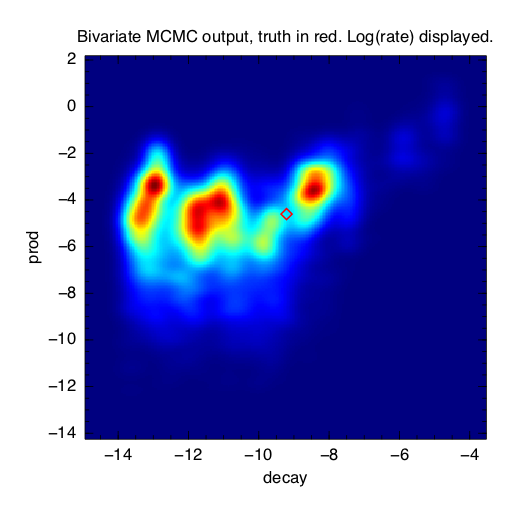 Bivariate MCMC output, truth in red. Log(rate) displayed.
2
0
−2
−4
−6
−8
−10
−12
−14
prod
−14 −12 −10 −8 −6 −4
decay